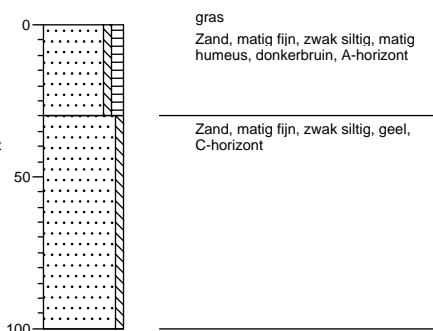 gras
0
Zand, matig fijn, zwak siltig, matig
humeus, donkerbruin, A-horizont
Zand, matig fijn, zwak siltig, geel,
C-horizont
50
100